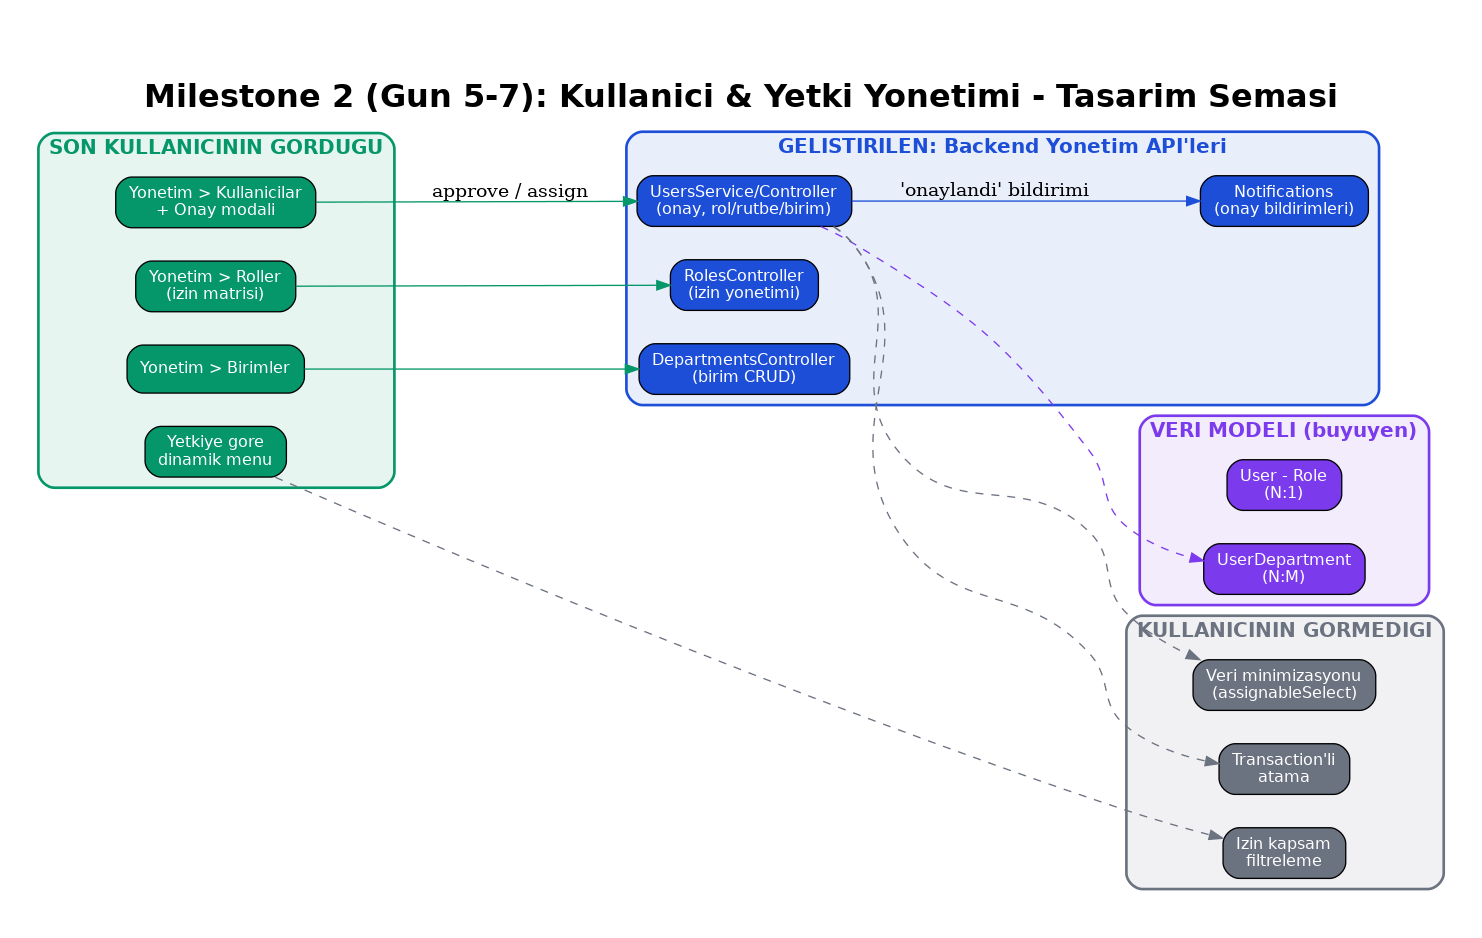 Milestone 2 (Gun 5-7): Kullanici & Yetki Yonetimi - Tasarim Semasi
SON KULLANICININ GORDUGU
Yonetim > Kullanicilar
+ Onay modali
Yonetim > Roller
(izin matrisi)
Yonetim > Birimler
Yetkiye gore
dinamik menu
approve / assign
GELISTIRILEN: Backend Yonetim API'leri
UsersService/Controller
(onay, rol/rutbe/birim)
'onaylandi' bildirimi
Notifications
(onay bildirimleri)
RolesController
(izin yonetimi)
DepartmentsController
(birim CRUD)
VERI MODELI (buyuyen)
User - Role
(N:1)
UserDepartment
(N:M)
KULLANICININ GORMEDIGI
Veri minimizasyonu
(assignableSelect)
Transaction'li
atama
Izin kapsam
filtreleme